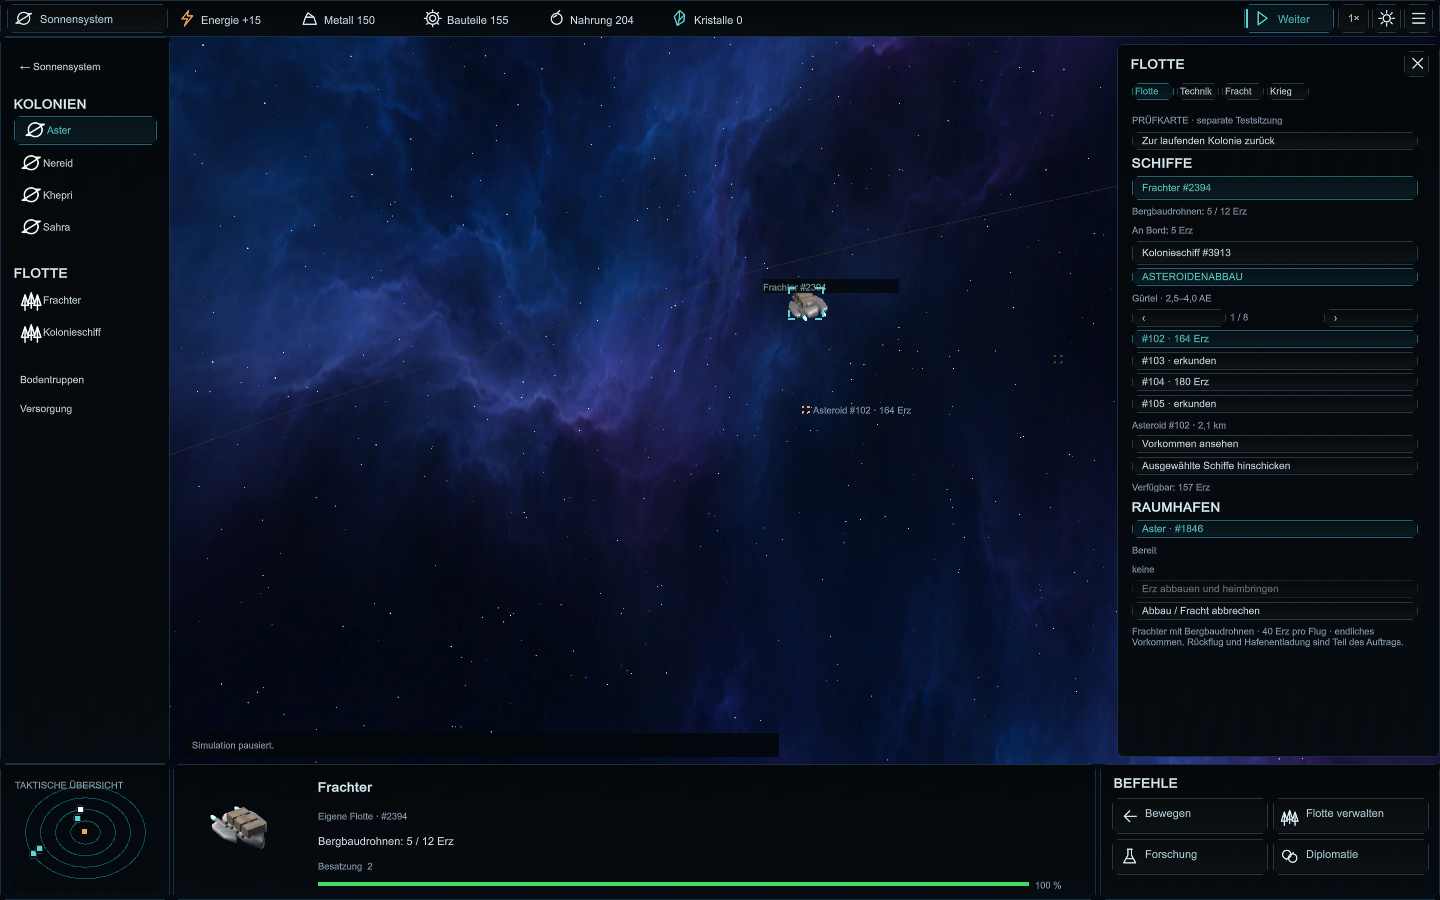 Sonnensystem
Energie +15
Metall 150
Bauteile 155
Nahrung 204
Kristalle 0
Weiter
1×
← Sonnensystem
KOLONIEN
Aster
Nereid
Khepri
Sahra
FLOTTE
Frachter
Kolonieschiff
Bodentruppen
Versorgung
Frachter #2394
Asteroid #102 · 164 Erz
Simulation pausiert.
FLOTTE
Flotte
Technik
Fracht
Krieg
PRÜFKARTE · separate Testsitzung
Zur laufenden Kolonie zurück
SCHIFFE
Frachter #2394
Bergbaudrohnen: 5 / 12 Erz
An Bord: 5 Erz
Kolonieschiff #3913
ASTEROIDENABBAU
Gürtel · 2,5–4,0 AE
‹
1 / 8
›
#102 · 164 Erz
#103 · erkunden
#104 · 180 Erz
#105 · erkunden
Asteroid #102 · 2,1 km
Vorkommen ansehen
Ausgewählte Schiffe hinschicken
Verfügbar: 157 Erz
RAUMHAFEN
Aster · #1846
Bereit
keine
Erz abbauen und heimbringen
Abbau / Fracht abbrechen
Frachter mit Bergbaudrohnen · 40 Erz pro Flug · endliches
Vorkommen. Rückflug und Hafenentladung sind Teil des Auftrags.
TAKTISCHE ÜBERSICHT
Frachter
Eigene Flotte · #2394
Bergbaudrohnen: 5 / 12 Erz
Besatzung 2
100 %
BEFEHLE
Bewegen
Flotte verwalten
Forschung
Diplomatie